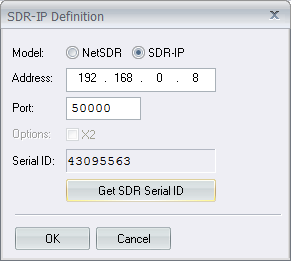 SDR-IP Definition
Model: NetSDR SDR-IP
Address: 192 . 168 . 0 . 8
Port: 50000
Options: X2
Serial ID: 43095563
Get SDR Serial ID
OK Cancel